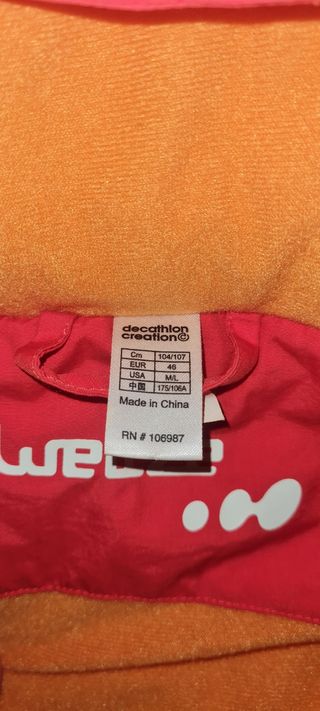 decathlon
creation©
Cm 104/107
EUR 46
USA M/L
中国 175/106A
Made in China
RN # 106987